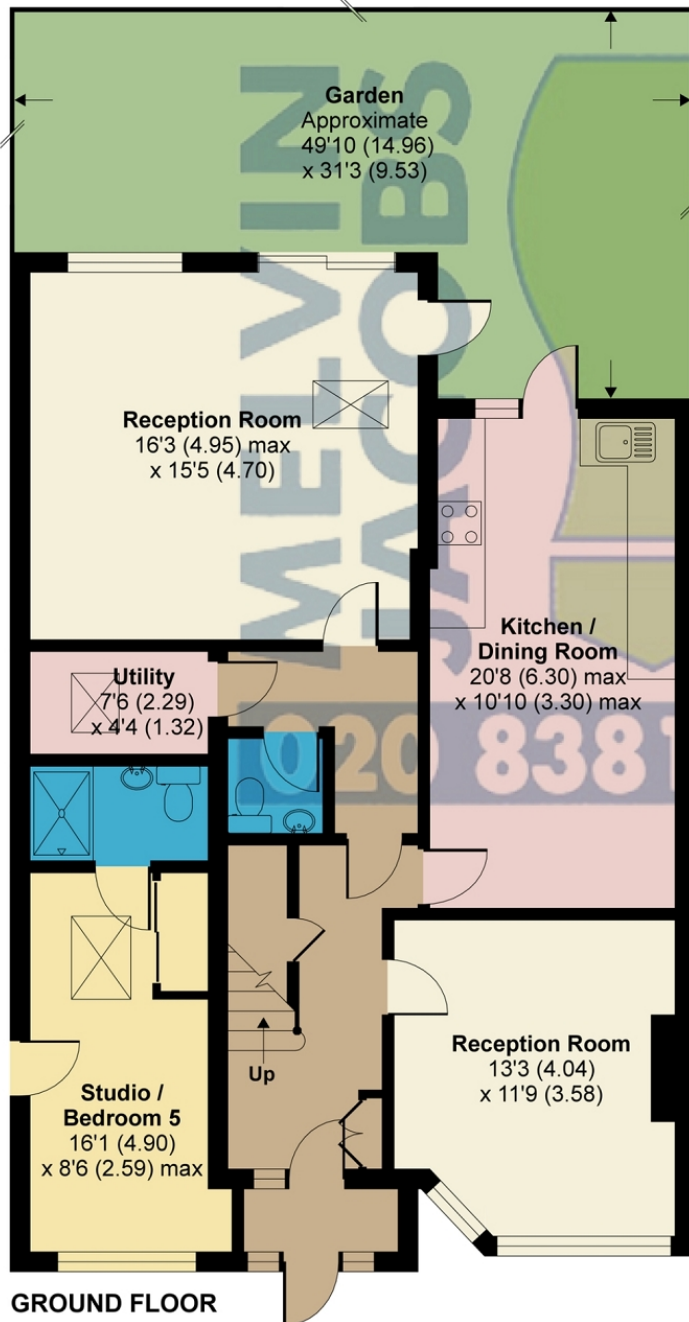 Garden
Approximate
49'10 (14.96)
x 31'3 (9.53)
MELVIN
JACOBS
Reception Room
16'3 (4.95) max
x 15'5 (4.70)
Kitchen /
Dining Room
20'8 (6.30) max
x 10'10 (3.30) max
Utility
7'6 (2.29)
x 4'4 (1.32)
020 8381
Reception Room
13'3 (4.04)
x 11'9 (3.58)
Up
Studio /
Bedroom 5
16'1 (4.90)
x 8'6 (2.59) max
GROUND FLOOR